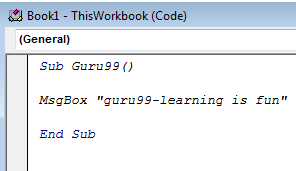 Book1 - ThisWorkbook (Code)
(General)
Sub Guru99()
MsgBox "guru99-learning is fun"
End Sub